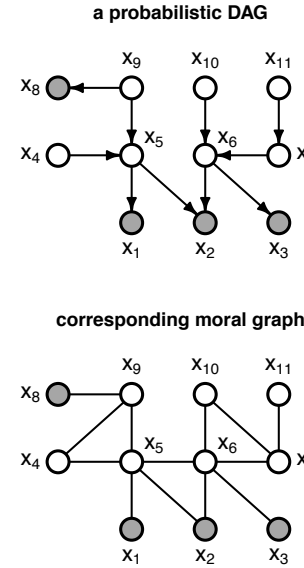 a probabilistic DAG
x9 x10 x11
x8
x5 x6
x4 x
x1 x2 x3
corresponding moral graph
x9 x10 x11
x8
x5 x6
x4 x
x1 x2 x3